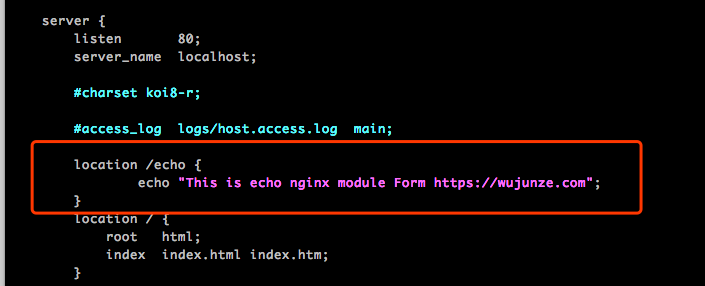 server {
listen 80;
server_name localhost;
#charset koi8-r;
#access_log logs/host.access.log main;
location /echo {
echo "This is echo nginx module Form https://wujunze.com";
}
location / {
root html;
index index.html index.htm;
}